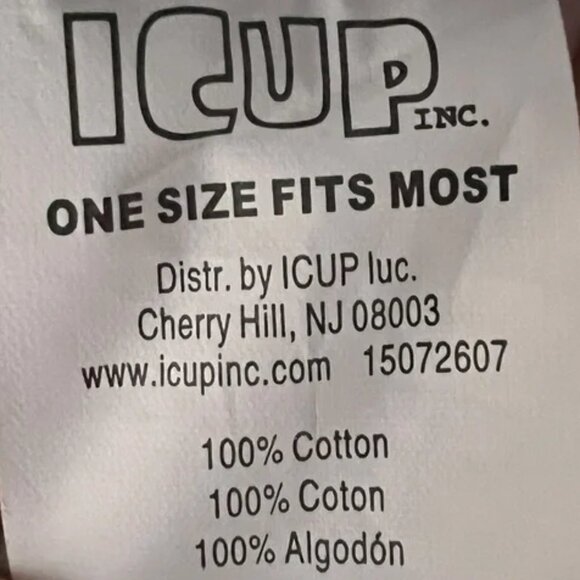 ICUP INC.
ONE SIZE FITS MOST
Distr. by ICUP luc.
Cherry Hill, NJ 08003
www.icupinc.com 15072607
100% Cotton
100% Coton
100% Algodón